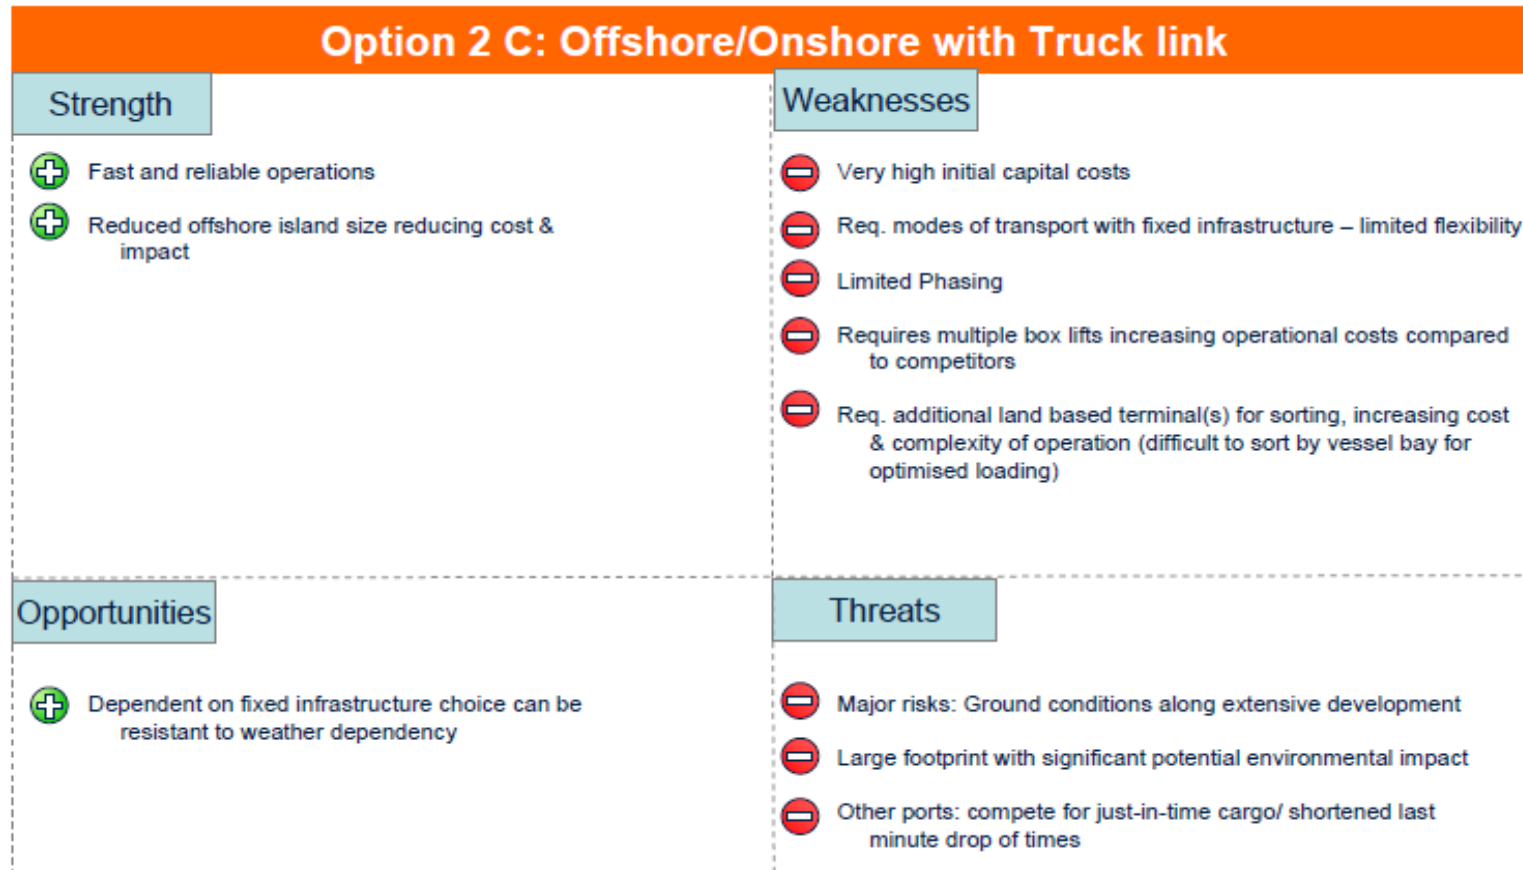 Option 2 C: Offshore/Onshore with Truck link
Strength
Fast and reliable operations
Reduced offshore island size reducing cost &
impact
Weaknesses
Very high initial capital costs
Req. modes of transport with fixed infrastructure – limited flexibility
Limited Phasing
Requires multiple box lifts increasing operational costs compared
to competitors
Req. additional land based terminal(s) for sorting, increasing cost
& complexity of operation (difficult to sort by vessel bay for
optimised loading)
Opportunities
Dependent on fixed infrastructure choice can be
resistant to weather dependency
Threats
Major risks: Ground conditions along extensive development
Large footprint with significant potential environmental impact
Other ports: compete for just-in-time cargo/ shortened last
minute drop of times